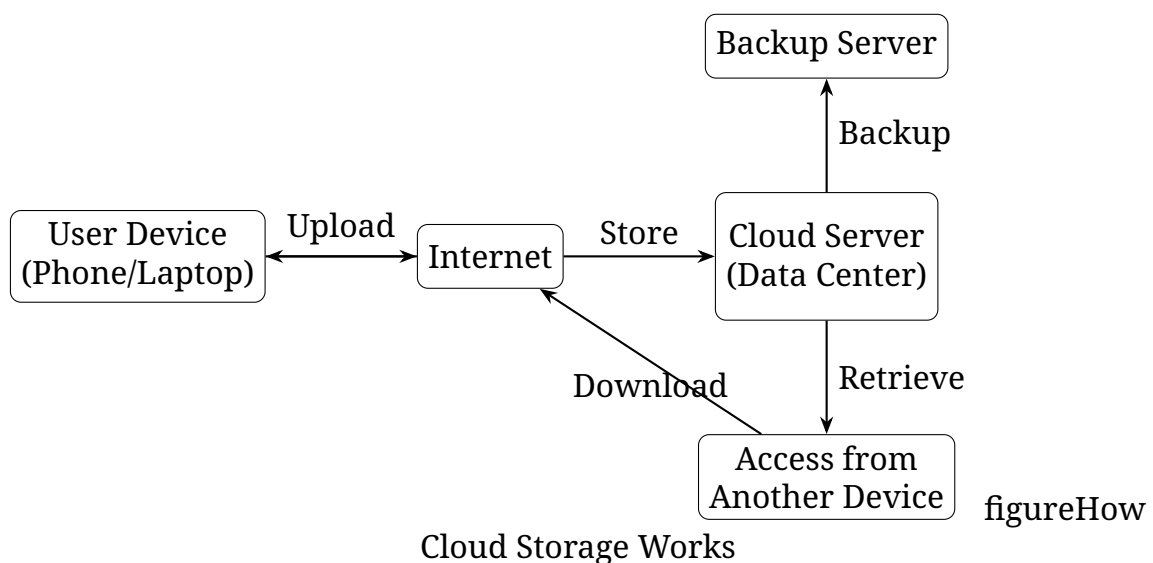 Backup Server
Backup
User Device
(Phone/Laptop)
Upload
Internet
Store
Cloud Server
(Data Center)
Download
Retrieve
Access from
Another Device
figureHow
Cloud Storage Works